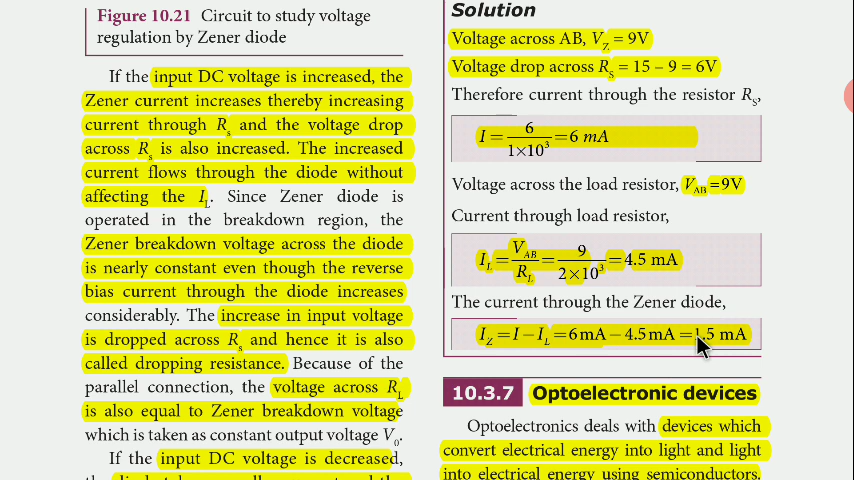 Figure 10.21 Circuit to study voltage
regulation by Zener diode
If the input DC voltage is increased, the
Zener current increases thereby increasing
current through Rs and the voltage drop
across Rs is also increased. The increased
current flows through the diode without
affecting the IL. Since Zener diode is
operated in the breakdown region, the
Zener breakdown voltage across the diode
is nearly constant even though the reverse
bias current through the diode increases
considerably. The increase in input voltage
is dropped across Rs and hence it is also
called dropping resistance. Because of the
parallel connection, the voltage across RL
is also equal to Zener breakdown voltage
which is taken as constant output voltage V0.
If the input DC voltage is decreased,
Solution
Voltage across AB, VZ = 9V
Voltage drop across RS = 15 – 9 = 6V
Therefore current through the resistor RS,
I = 6 / 1×10³ = 6 mA
Voltage across the load resistor, VAB = 9V
Current through load resistor,
IL = VAB / RL = 9 / 2×10³ = 4.5 mA
The current through the Zener diode,
IZ = I – IL = 6 mA – 4.5 mA = 1.5 mA
10.3.7 Optoelectronic devices
Optoelectronics deals with devices which
convert electrical energy into light and light
into electrical energy using semiconductors.